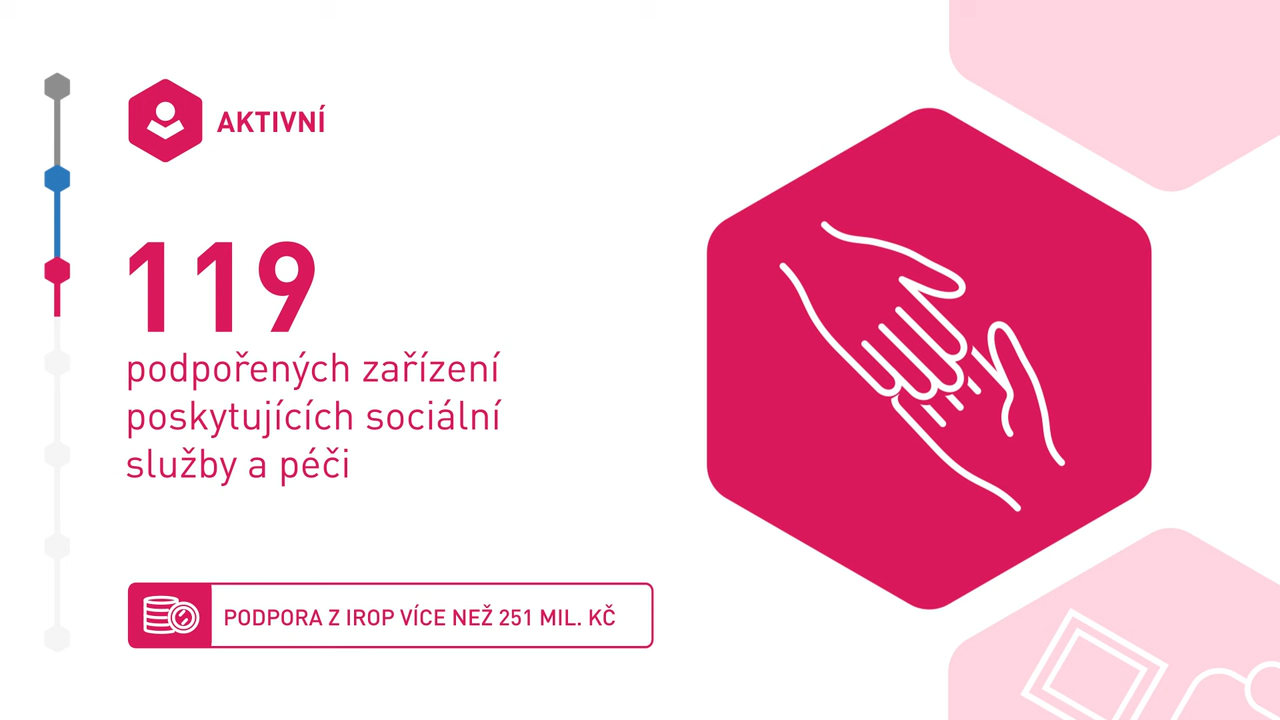 AKTIVNÍ
119
podpořených zařízení
poskytujících sociální
služby a péči
PODPORA Z IROP VÍCE NEŽ 251 MIL. KČ